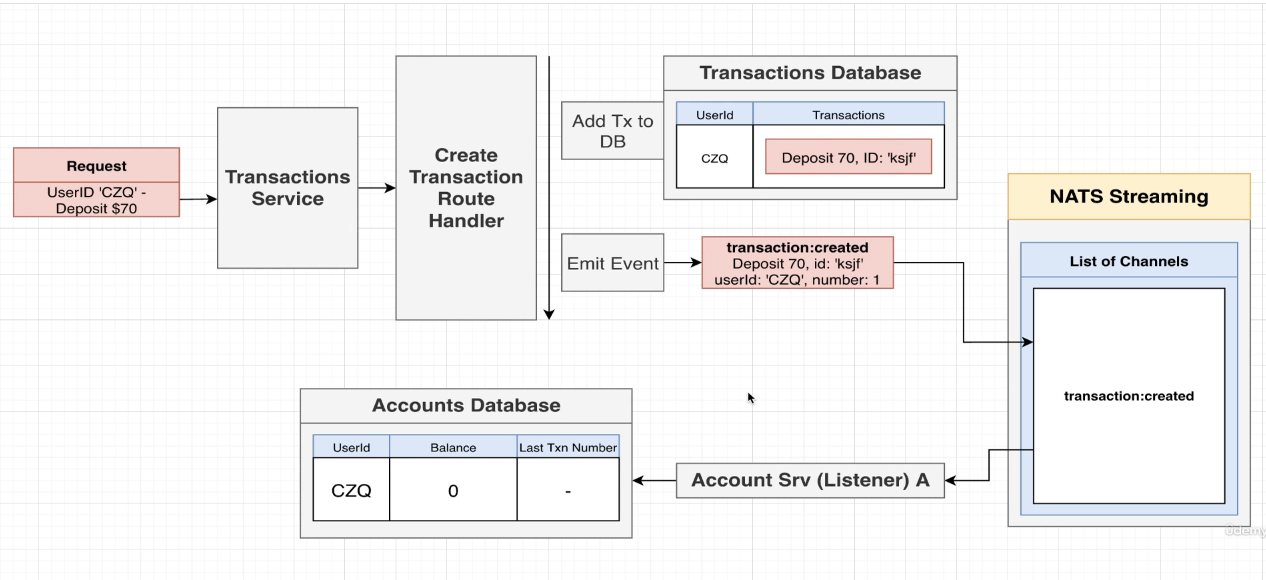 Request
UserID 'CZQ' -
Deposit $70
Transactions
Service
Create
Transaction
Route
Handler
Add Tx to
DB
Transactions Database
UserId
Transactions
CZQ
Deposit 70, ID: 'ksjf'
Emit Event
transaction:created
Deposit 70, id: 'ksjf'
userId: 'CZQ', number: 1
NATS Streaming
List of Channels
transaction:created
Accounts Database
UserId
Balance
Last Txn Number
CZQ
0
-
Account Srv (Listener) A
ûdemy